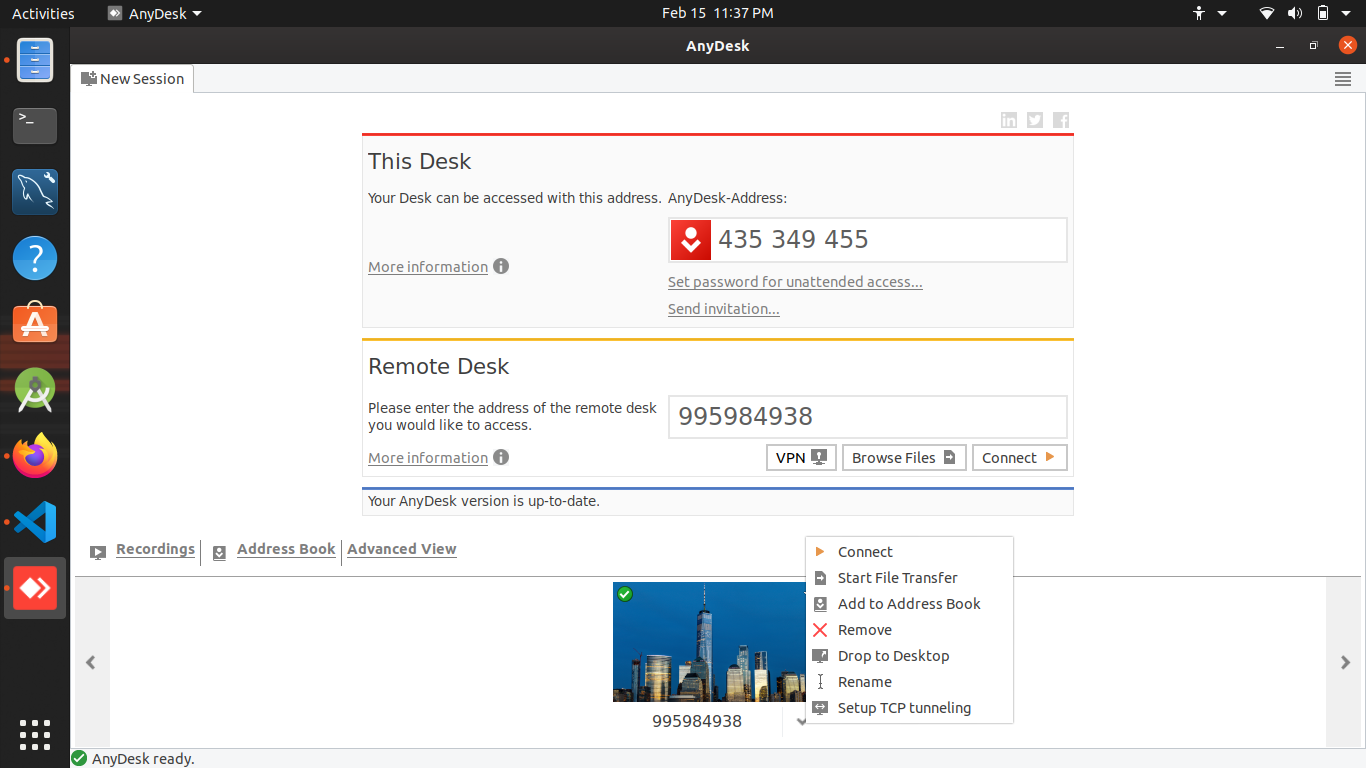 Activities AnyDesk Feb 15 11:37 PM
AnyDesk
New Session
This Desk
Your Desk can be accessed with this address. AnyDesk-Address:
435 349 455
More information
Set password for unattended access...
Send invitation...
Remote Desk
Please enter the address of the remote desk
you would like to access.
995984938
More information
VPN Browse Files Connect
Your AnyDesk version is up-to-date.
Recordings Address Book Advanced View
Connect
Start File Transfer
Add to Address Book
Remove
Drop to Desktop
Rename
Setup TCP tunneling
995984938
AnyDesk ready.